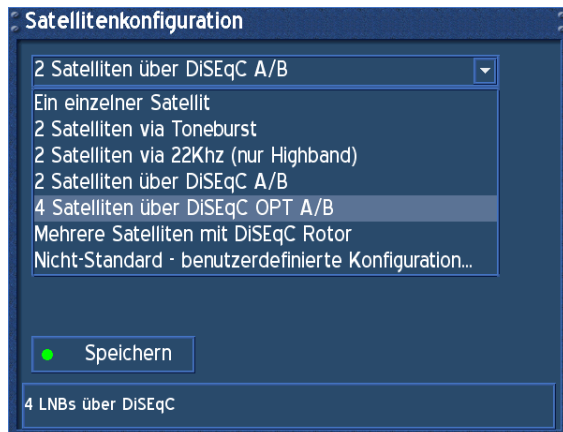 Satellitenkonfiguration
2 Satelliten über DiSEqC A/B
Ein einzelner Satellit
2 Satelliten via Toneburst
2 Satelliten via 22Khz (nur Highband)
2 Satelliten über DiSEqC A/B
4 Satelliten über DiSEqC OPT A/B
Mehrere Satelliten mit DiSEqC Rotor
Nicht-Standard - benutzerdefinierte Konfiguration...
Speichern
4 LNBs über DiSEqC